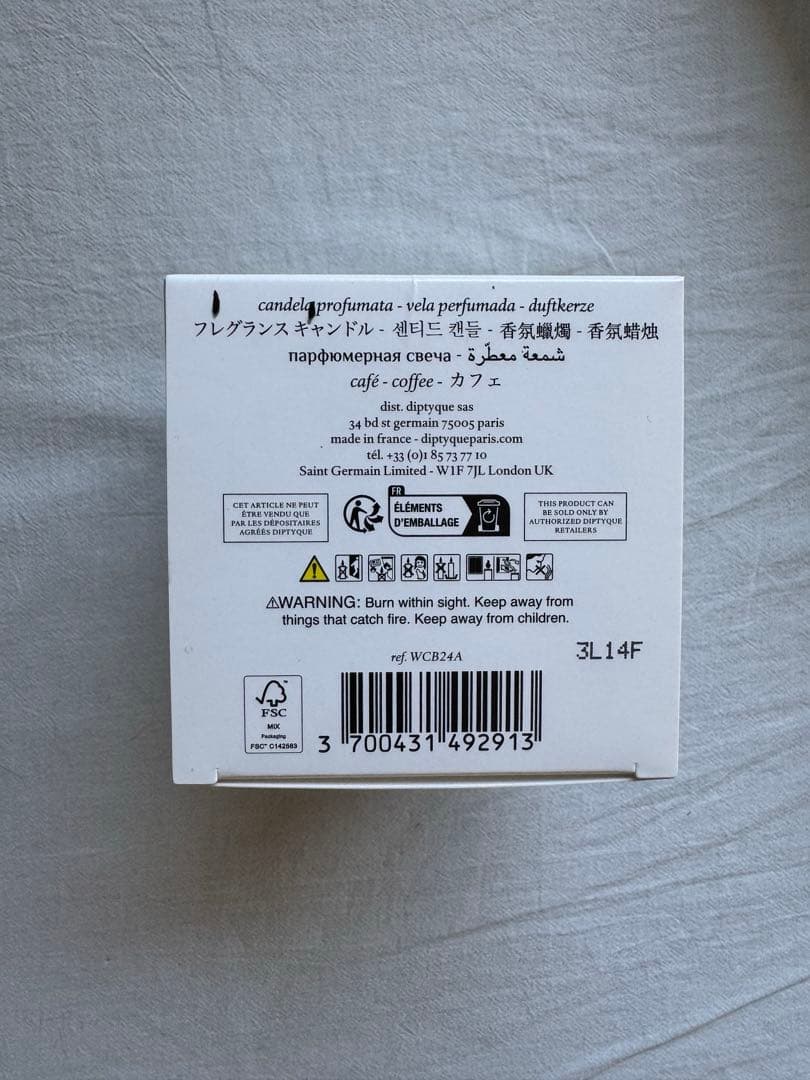 candela profumata - vela perfumada - duftkerze
フレグランス キャンドル - 센티드 캔들 - 香氛蠟燭 - 香氛蜡烛
парфюмерная свеча - شمعة معطّرة
café - coffee - カフェ
dist. diptyque sas
34 bd st germain 75005 paris
made in france - diptyqueparis.com
tél. +33 (0)1 85 73 77 10
Saint Germain Limited - W1F 7JL London UK
CET ARTICLE NE PEUT
ÊTRE VENDU QUE
PAR LES DÉPOSITAIRES
AGRÉÉS DIPTYQUE
FR
ÉLÉMENTS
D'EMBALLAGE
THIS PRODUCT CAN
BE SOLD ONLY BY
AUTHORIZED DIPTYQUE
RETAILERS
⚠WARNING: Burn within sight. Keep away from
things that catch fire. Keep away from children.
ref. WCB24A
3L14F
FSC
MIX
Packaging
FSC™ C142583
3 700431 492913